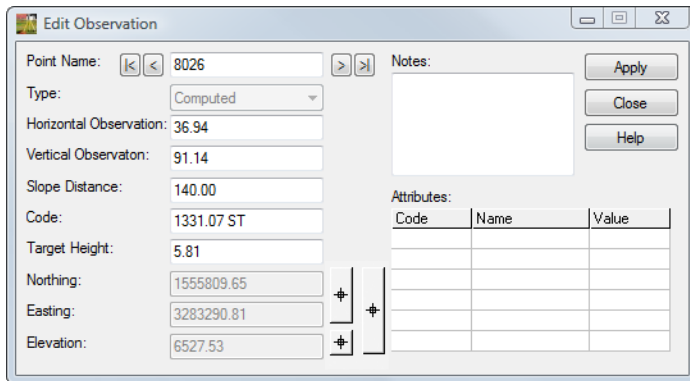 Edit Observation
Point Name: 8026
Type: Computed
Horizontal Observation: 36.94
Vertical Observaton: 91.14
Slope Distance: 140.00
Code: 1331.07 ST
Target Height: 5.81
Northing: 1555809.65
Easting: 3283290.81
Elevation: 6527.53
Notes:
Apply
Close
Help
Attributes:
Code Name Value